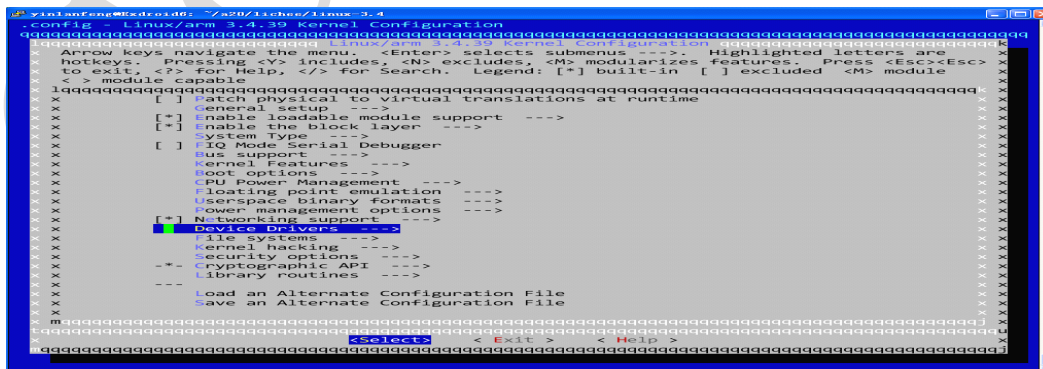 yinlanfeng@Exdroid6: ~/a20/lichee/linux-3.4
.config - Linux/arm 3.4.39 Kernel Configuration
Linux/arm 3.4.39 Kernel Configuration
Arrow keys navigate the menu. <Enter> selects submenus --->. Highlighted letters are
hotkeys. Pressing <Y> includes, <N> excludes, <M> modularizes features. Press <Esc><Esc>
to exit, <?> for Help, </> for Search. Legend: [*] built-in [ ] excluded <M> module
< > module capable
[ ] Patch physical to virtual translations at runtime
General setup --->
[*] Enable loadable module support --->
[*] Enable the block layer --->
System Type --->
[ ] FIQ Mode Serial Debugger
Bus support --->
Kernel Features --->
Boot options --->
CPU Power Management --->
Floating point emulation --->
Userspace binary formats --->
Power management options --->
[*] Networking support --->
Device Drivers --->
File systems --->
Kernel hacking --->
Security options --->
-*- Cryptographic API --->
Library routines --->
---
Load an Alternate Configuration File
Save an Alternate Configuration File
<Select> < Exit > < Help >